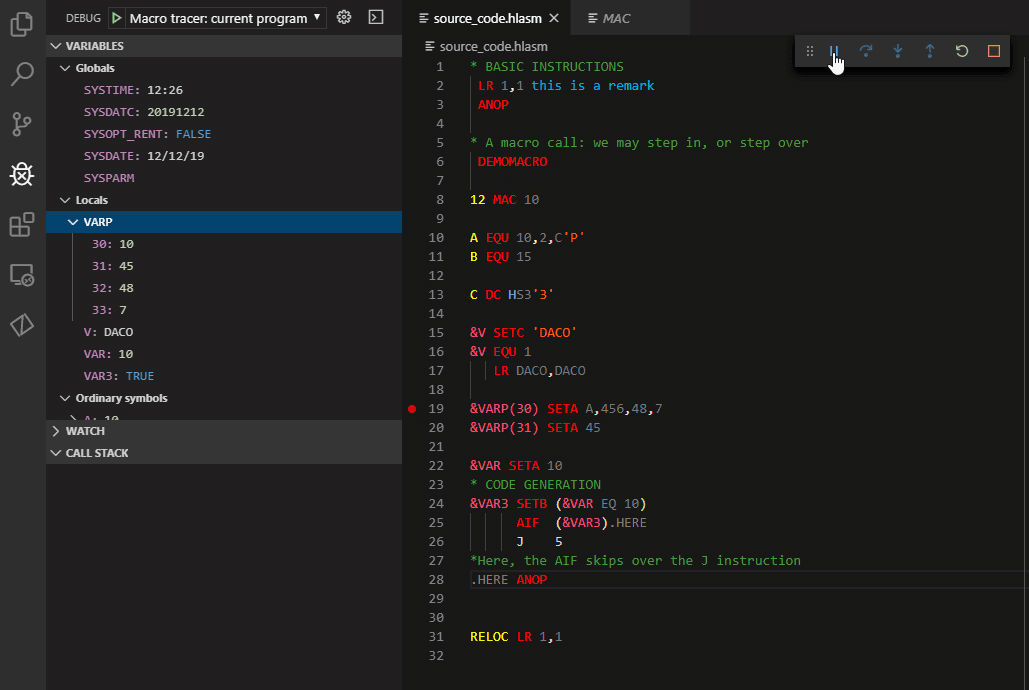 DEBUG Macro tracer: current program
VARIABLES
Globals
SYSTIME: 12:26
SYSDATC: 20191212
SYSOPT_RENT: FALSE
SYSDATE: 12/12/19
SYSPARM
Locals
VARP
30: 10
31: 45
32: 48
33: 7
V: DACO
VAR: 10
VAR3: TRUE
Ordinary symbols
A: 10
WATCH
CALL STACK
source_code.hlasm
MAC
source_code.hlasm
1 * BASIC INSTRUCTIONS
2 LR 1,1 this is a remark
3 ANOP
4
5 * A macro call: we may step in, or step over
6 DEMOMACRO
7
8 12 MAC 10
9
10 A EQU 10,2,C'P'
11 B EQU 15
12
13 C DC HS3'3'
14
15 &V SETC 'DACO'
16 &V EQU 1
17 LR DACO,DACO
18
19 &VARP(30) SETA A,456,48,7
20 &VARP(31) SETA 45
21
22 &VAR SETA 10
23 * CODE GENERATION
24 &VAR3 SETB (&VAR EQ 10)
25 AIF (&VAR3).HERE
26 J 5
27 *Here, the AIF skips over the J instruction
28 .HERE ANOP
29
30
31 RELOC LR 1,1
32